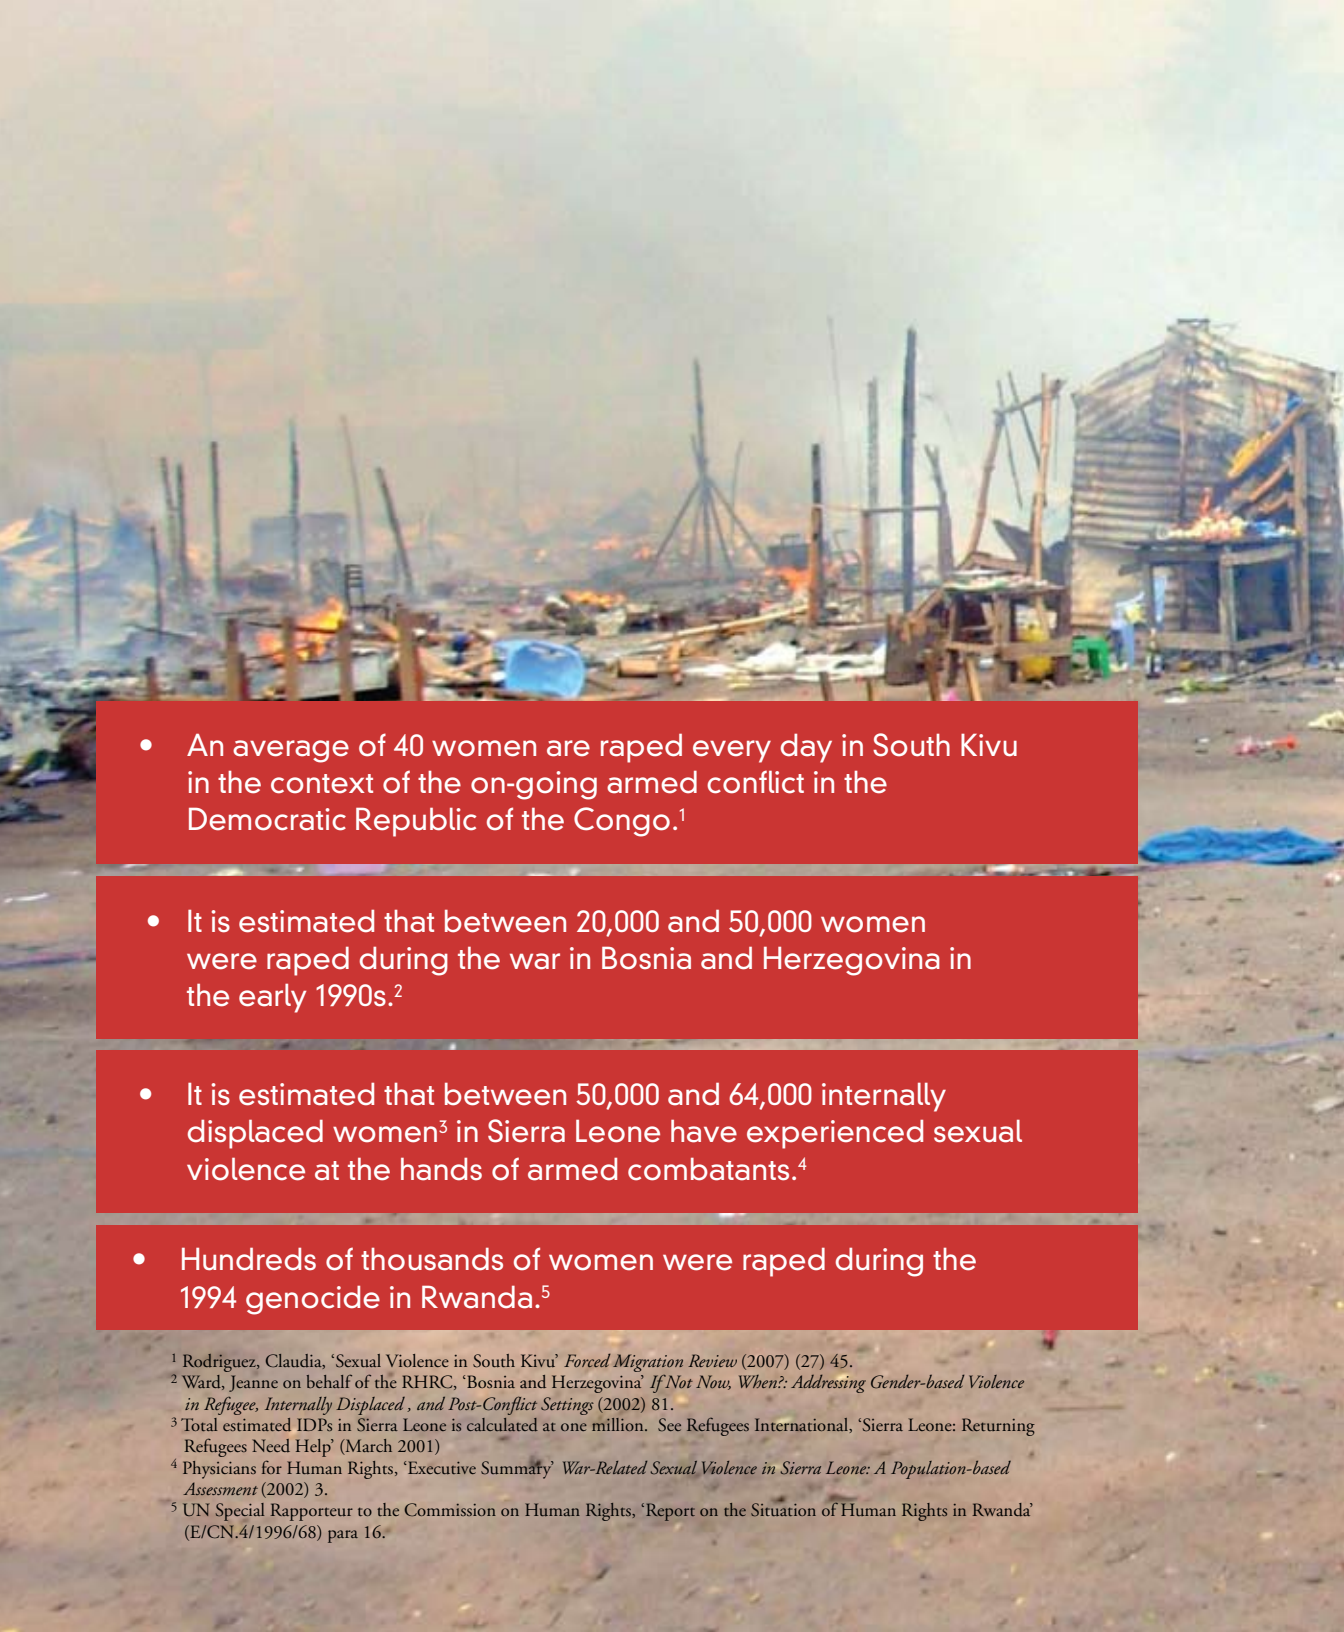 • An average of 40 women are raped every day in South Kivu
in the context of the on-going armed conflict in the
Democratic Republic of the Congo.¹
• It is estimated that between 20,000 and 50,000 women
were raped during the war in Bosnia and Herzegovina in
the early 1990s.²
• It is estimated that between 50,000 and 64,000 internally
displaced women³ in Sierra Leone have experienced sexual
violence at the hands of armed combatants.⁴
• Hundreds of thousands of women were raped during the
1994 genocide in Rwanda.⁵
¹ Rodriguez, Claudia, ‘Sexual Violence in South Kivu’ Forced Migration Review (2007) (27) 45.
² Ward, Jeanne on behalf of the RHRC, ‘Bosnia and Herzegovina’ If Not Now, When?: Addressing Gender-based Violence
in Refugee, Internally Displaced , and Post-Conflict Settings (2002) 81.
³ Total estimated IDPs in Sierra Leone is calculated at one million.  See Refugees International, ‘Sierra Leone: Returning
Refugees Need Help’ (March 2001)
⁴ Physicians for Human Rights, ‘Executive Summary’ War-Related Sexual Violence in Sierra Leone: A Population-based
Assessment (2002) 3.
⁵ UN Special Rapporteur to the Commission on Human Rights, ‘Report on the Situation of Human Rights in Rwanda’
(E/CN.4/1996/68) para 16.